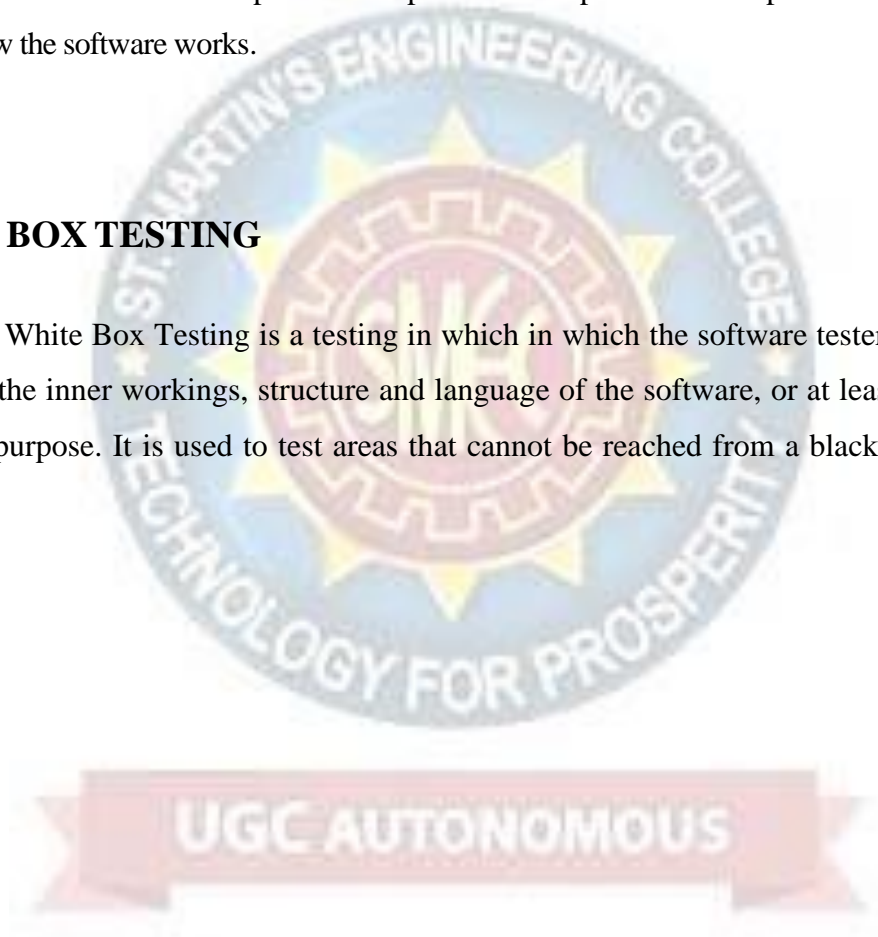 w the software works.
BOX TESTING
White Box Testing is a testing in which in which the software tester
the inner workings, structure and language of the software, or at leas
purpose. It is used to test areas that cannot be reached from a black
ST. MARTIN'S ENGINEERING COLLEGE
SMEC
TECHNOLOGY FOR PROSPERITY
UGC AUTONOMOUS